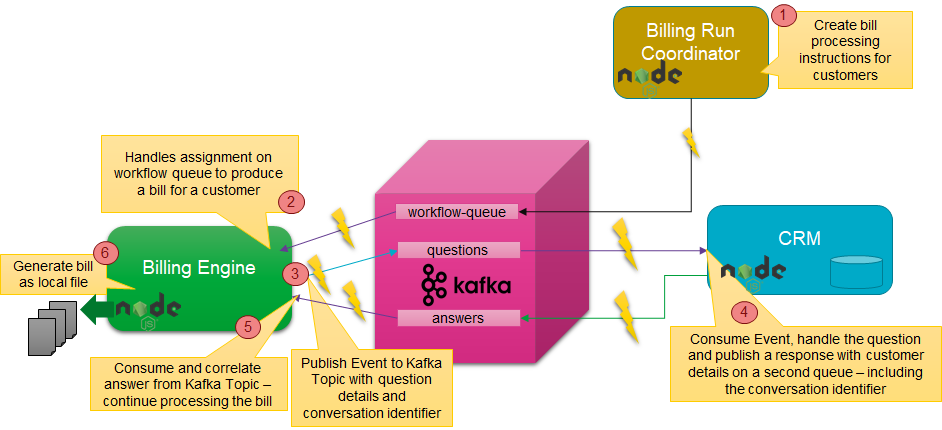 Billing Run
Coordinator
node
JS
1
Create bill
processing
instructions for
customers
Handles assignment on
workflow queue to produce
a bill for a customer
2
workflow-queue
questions
kafka
answers
CRM
node
JS
6
Generate bill
as local file
Billing Engine
node
JS
3
5
Consume and correlate
answer from Kafka Topic –
continue processing the bill
Publish Event to Kafka
Topic with question
details and
conversation identifier
4
Consume Event, handle the question
and publish a response with customer
details on a second queue – including
the conversation identifier